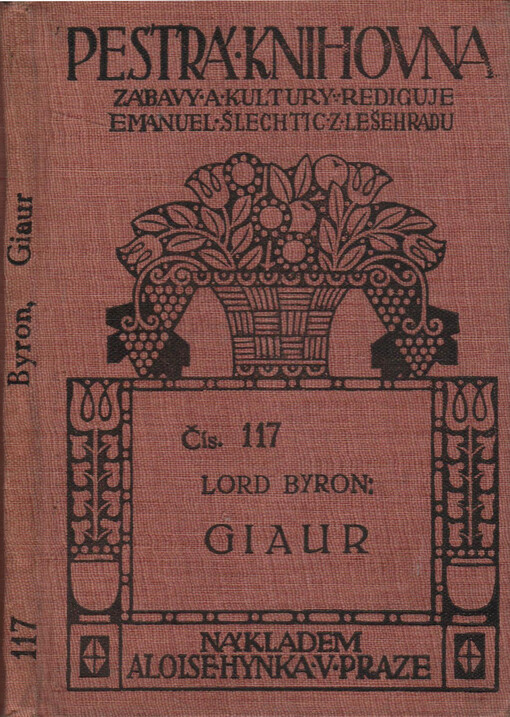 PESTRÁ·KNIHOVNA
ZÁBAVY·A·KULTURY·REDIGUJE
EMANUEL·ŠLECHTIC·Z·LEŠEHRADU
Čís. 117
LORD BYRON:
GIAUR
NÁKLADEM
ALOISE·HYNKA·V·PRAZE
Byron, Giaur
117